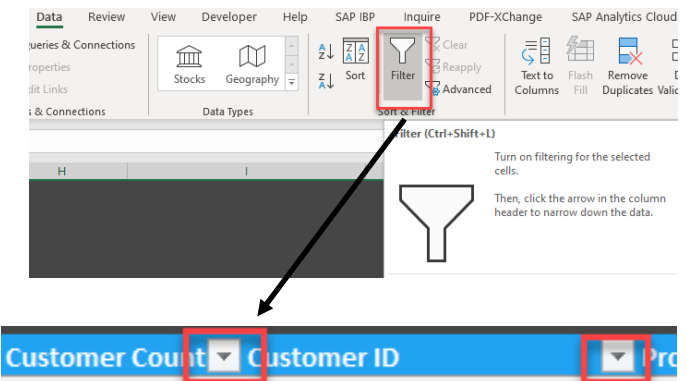 Data Review View Developer Help SAP IBP Inquire PDF-XChange SAP Analytics Cloud
ueries & Connections
Clear
roperties
Reapply
dit Links
Advanced
Stocks Geography
Sort
Filter
Text to Columns
Flash Fill
Remove Duplicates
s & Connections Data Types Sort & Filter
Filter (Ctrl+Shift+L)
Turn on filtering for the selected
cells.
H I
Then, click the arrow in the column
header to narrow down the data.
Customer Count Customer ID Pro